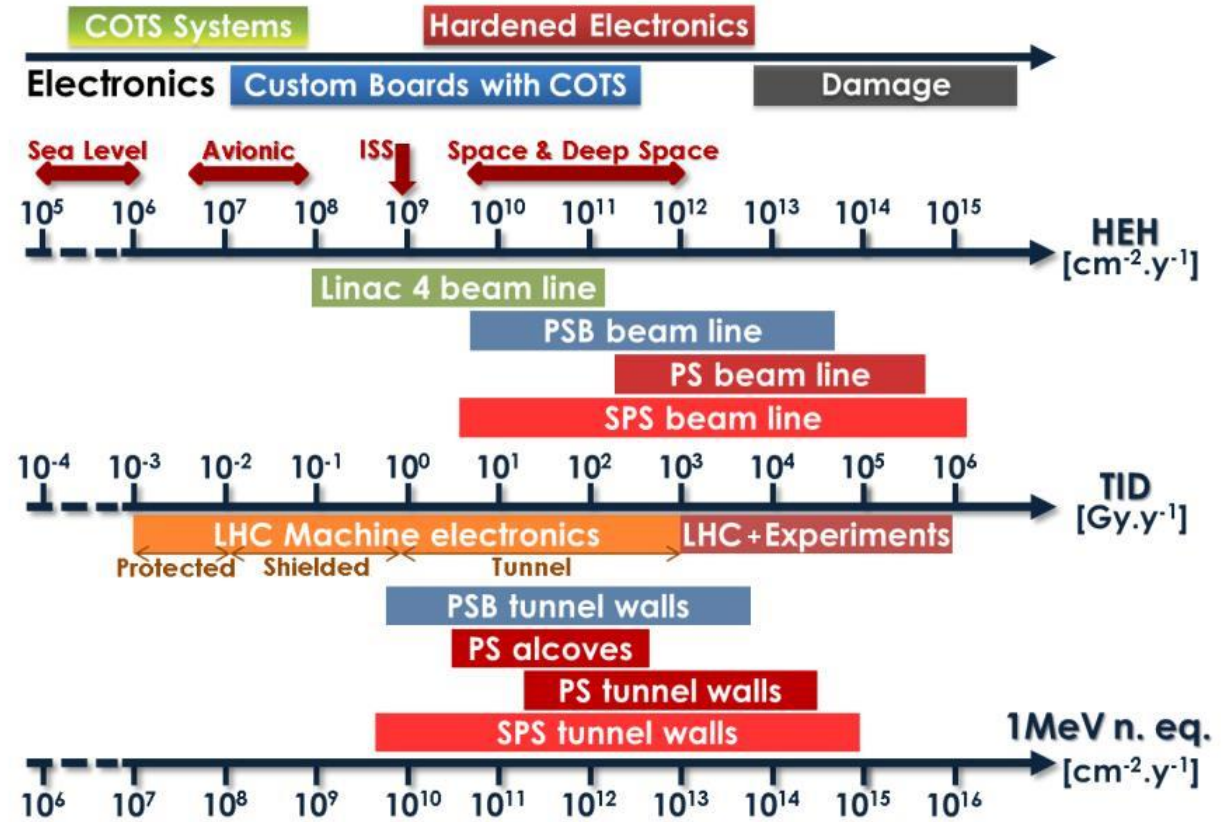 COTS Systems Hardened Electronics
Electronics Custom Boards with COTS Damage
Sea Level Avionic ISS Space & Deep Space
10⁵ 10⁶ 10⁷ 10⁸ 10⁹ 10¹⁰ 10¹¹ 10¹² 10¹³ 10¹⁴ 10¹⁵
HEH
[cm⁻².y⁻¹]
Linac 4 beam line
PSB beam line
PS beam line
SPS beam line
10⁻⁴ 10⁻³ 10⁻² 10⁻¹ 10⁰ 10¹ 10² 10³ 10⁴ 10⁵ 10⁶
TID
[Gy.y⁻¹]
LHC Machine electronics LHC+Experiments
Protected Shielded Tunnel
PSB tunnel walls
PS alcoves
PS tunnel walls
SPS tunnel walls
1MeV n. eq.
[cm⁻².y⁻¹]
10⁶ 10⁷ 10⁸ 10⁹ 10¹⁰ 10¹¹ 10¹² 10¹³ 10¹⁴ 10¹⁵ 10¹⁶